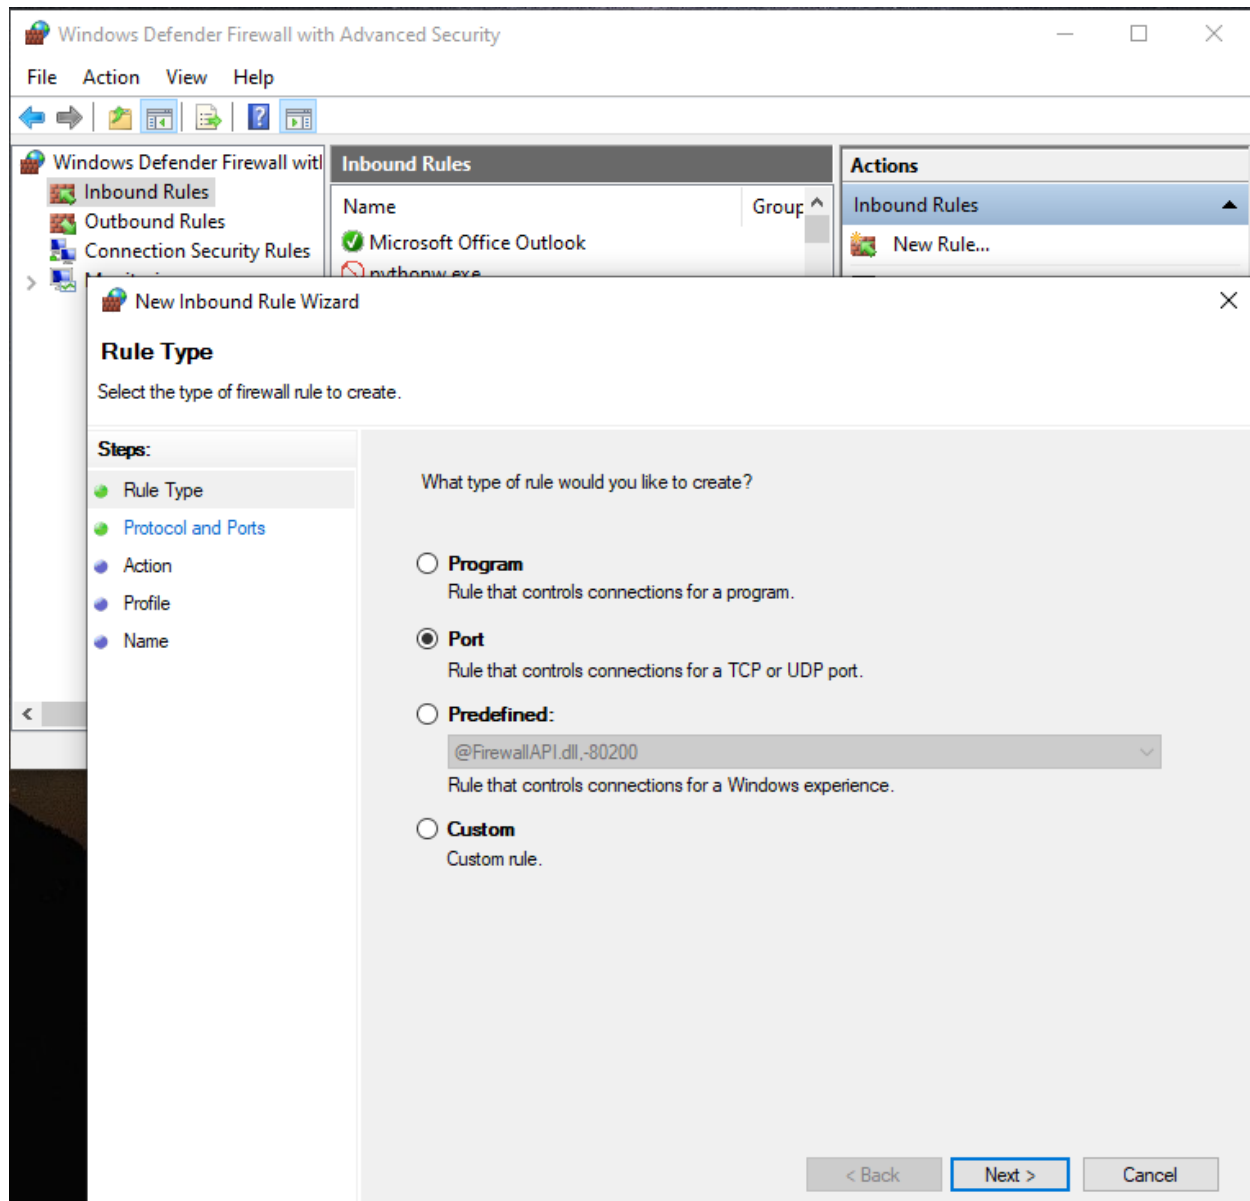 Windows Defender Firewall with Advanced Security
File Action View Help
Windows Defender Firewall witl
Inbound Rules
Outbound Rules
Connection Security Rules
Inbound Rules
Name Group
Microsoft Office Outlook
pythonw.exe
Actions
Inbound Rules
New Rule...
New Inbound Rule Wizard
Rule Type
Select the type of firewall rule to create.
Steps:
Rule Type
Protocol and Ports
Action
Profile
Name
What type of rule would you like to create?
Program
Rule that controls connections for a program.
Port
Rule that controls connections for a TCP or UDP port.
Predefined:
@FirewallAPI.dll,-80200
Rule that controls connections for a Windows experience.
Custom
Custom rule.
< Back Next > Cancel